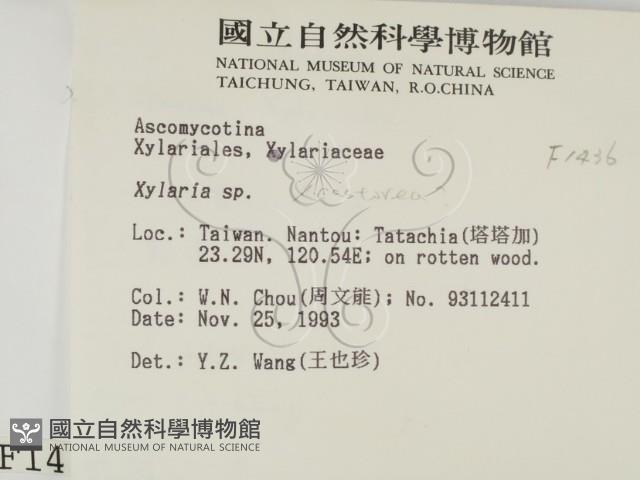 國立自然科學博物館
NATIONAL MUSEUM OF NATURAL SCIENCE
TAICHUNG, TAIWAN, R.O.CHINA
Ascomycotina
Xylariales, Xylariaceae
F1436
Xylaria sp.
Loc.: Taiwan. Nantou: Tatachia(塔塔加)
23.29N, 120.54E; on rotten wood.
Col.: W.N. Chou(周文能); No. 93112411
Date: Nov. 25, 1993
Det.: Y.Z. Wang(王也珍)
國立自然科學博物館
NATIONAL MUSEUM OF NATURAL SCIENCE
F14